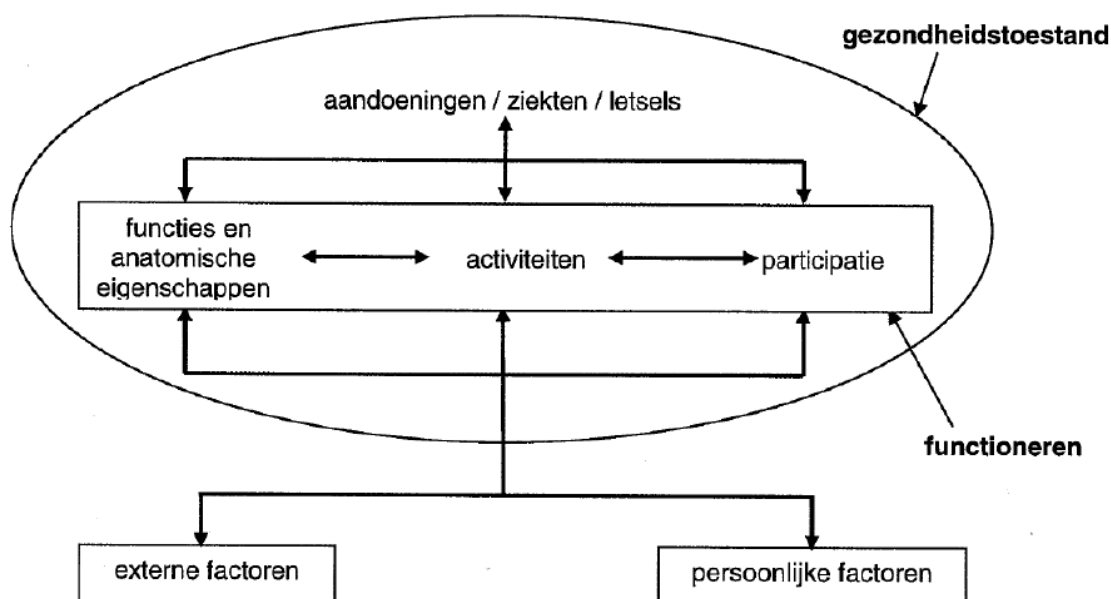 gezondheidstoestand
aandoeningen / ziekten / letsels
functies en
anatomische
eigenschappen
activiteiten
participatie
functioneren
externe factoren
persoonlijke factoren